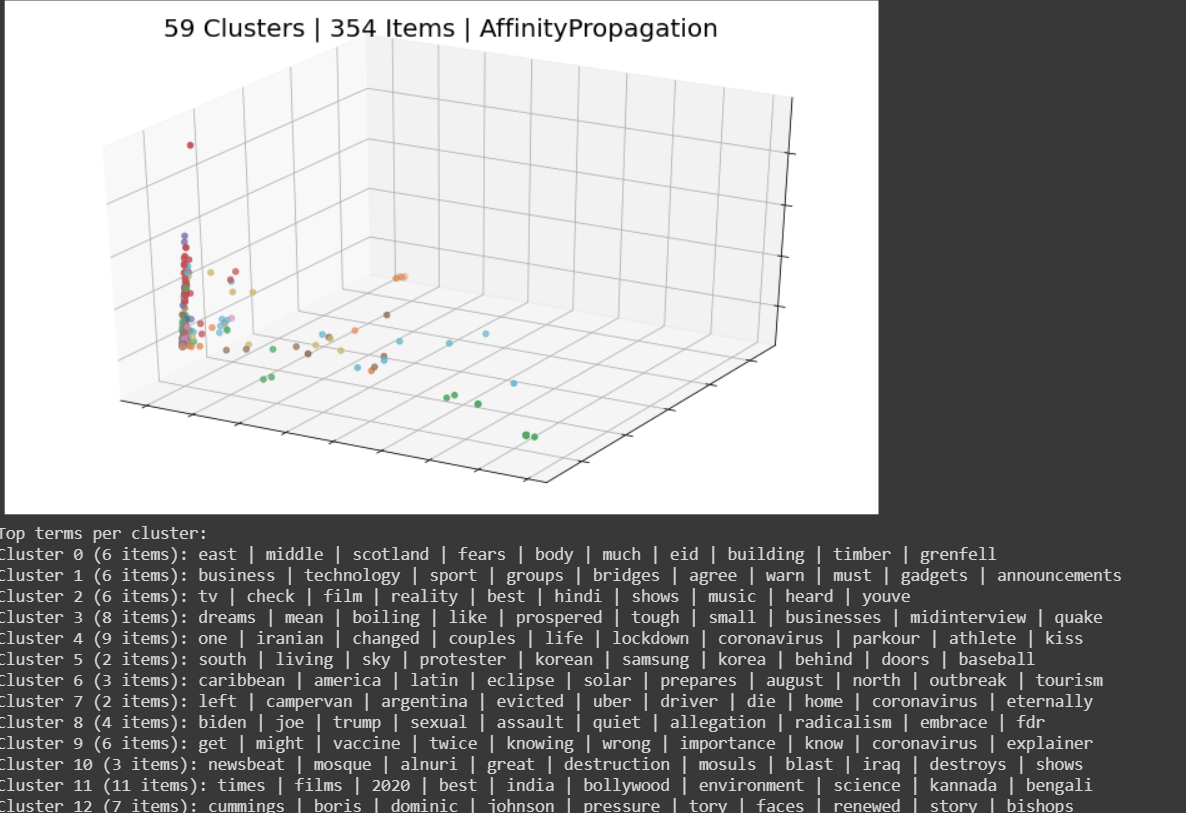 59 Clusters | 354 Items | AffinityPropagation
Top terms per cluster:
Cluster 0 (6 items): east | middle | scotland | fears | body | much | eid | building | timber | grenfell
Cluster 1 (6 items): business | technology | sport | groups | bridges | agree | warn | must | gadgets | announcements
Cluster 2 (6 items): tv | check | film | reality | best | hindi | shows | music | heard | youve
Cluster 3 (8 items): dreams | mean | boiling | like | prospered | tough | small | businesses | midinterview | quake
Cluster 4 (9 items): one | iranian | changed | couples | life | lockdown | coronavirus | parkour | athlete | kiss
Cluster 5 (2 items): south | living | sky | protester | korean | samsung | korea | behind | doors | baseball
Cluster 6 (3 items): caribbean | america | latin | eclipse | solar | prepares | august | north | outbreak | tourism
Cluster 7 (2 items): left | campervan | argentina | evicted | uber | driver | die | home | coronavirus | eternally
Cluster 8 (4 items): biden | joe | trump | sexual | assault | quiet | allegation | radicalism | embrace | fdr
Cluster 9 (6 items): get | might | vaccine | twice | knowing | wrong | importance | know | coronavirus | explainer
Cluster 10 (3 items): newsbeat | mosque | alnuri | great | destruction | mosuls | blast | iraq | destroys | shows
Cluster 11 (11 items): times | films | 2020 | best | india | bollywood | environment | science | kannada | bengali
Cluster 12 (7 items): cummings | boris | dominic | johnson | pressure | tory | faces | renewed | story | bishops